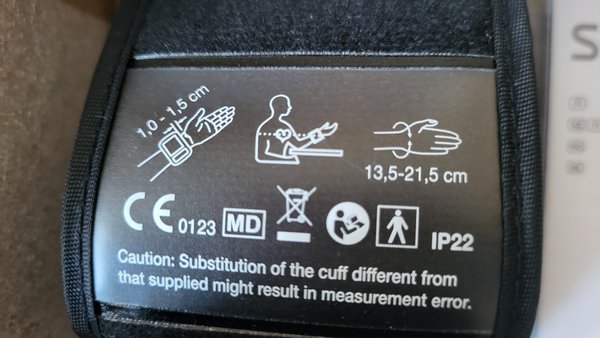 1,0 - 1,5 cm
13,5-21,5 cm
CE 0123 MD IP22
Caution: Substitution of the cuff different from
that supplied might result in measurement error.
S